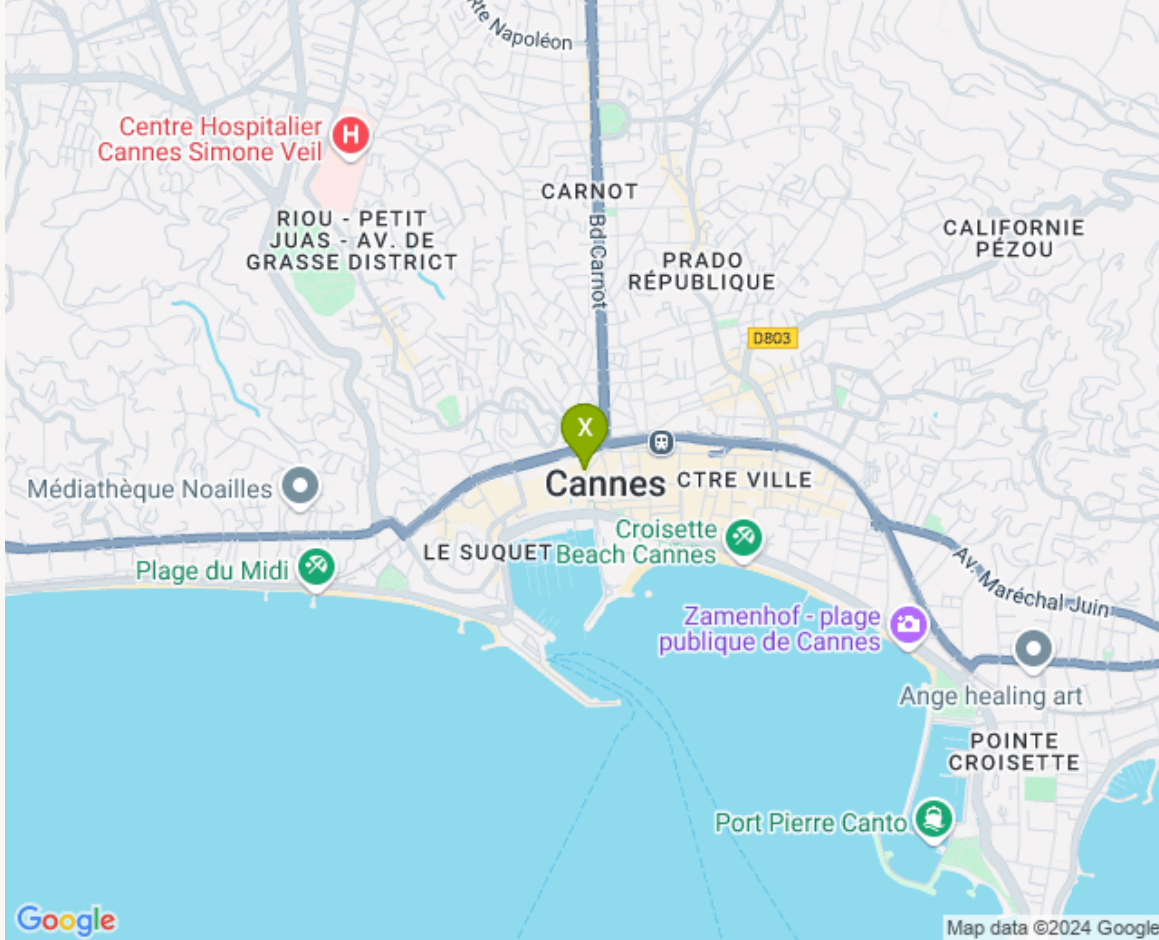 Rte Napoléon
Centre Hospitalier
Cannes Simone Veil
H
CARNOT
Bd Carnot
RIOU - PETIT
JUAS - AV. DE
GRASSE DISTRICT
CALIFORNIE
PÉZOU
PRADO
RÉPUBLIQUE
D803
X
Cannes
CTRE VILLE
Médiathèque Noailles
Croisette
Beach Cannes
LE SUQUET
Plage du Midi
Av. Maréchal Juin
Zamenhof - plage
publique de Cannes
Ange healing art
POINTE
CROISETTE
Port Pierre Canto
Google
Map data ©2024 Google